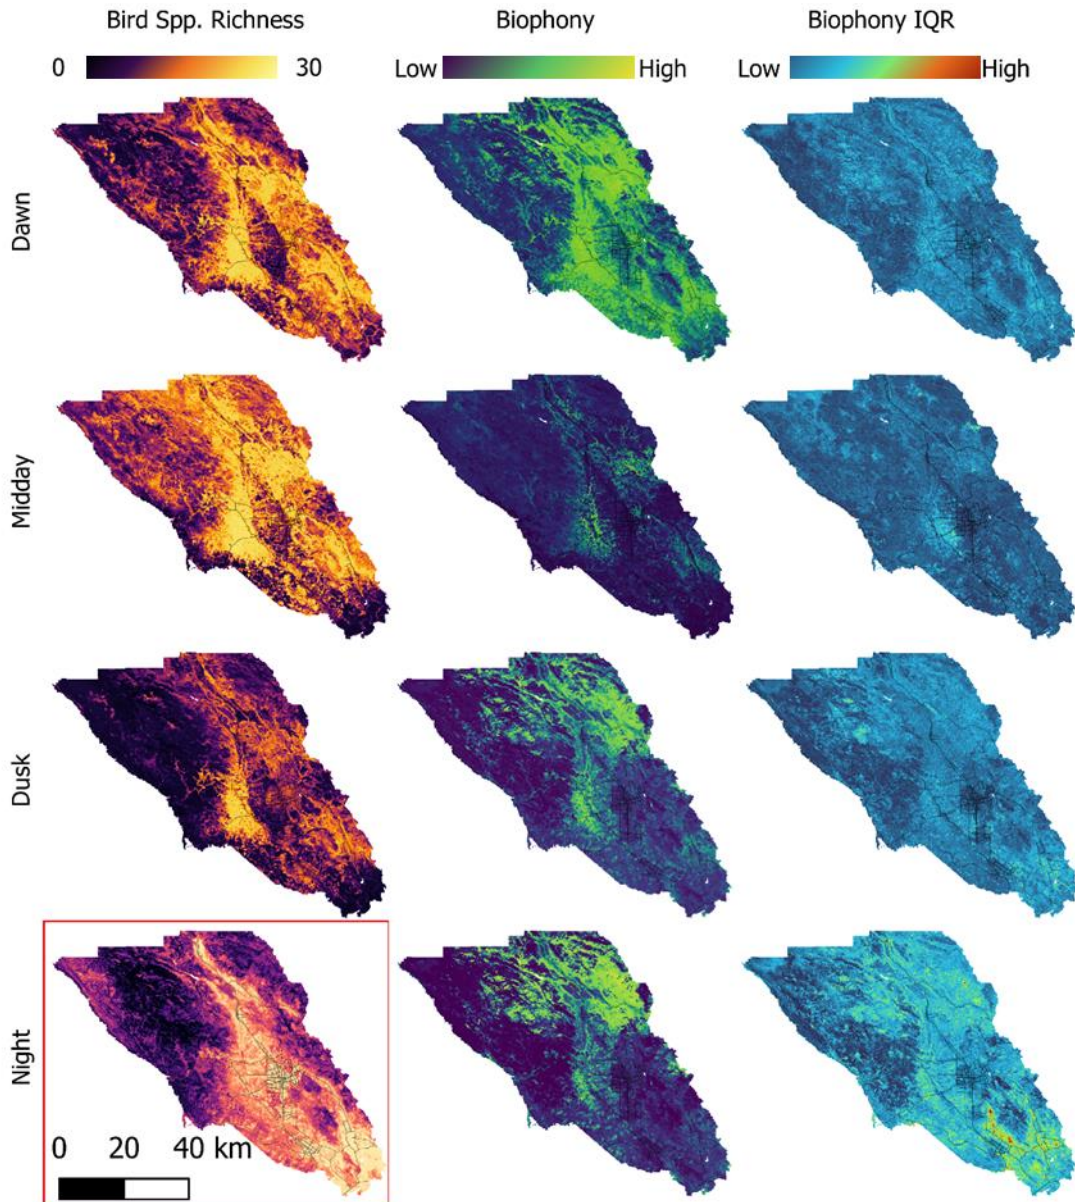 Bird Spp. Richness Biophony Biophony IQR
0 30 Low High Low High
Dawn
Midday
Dusk
Night
0 20 40 km